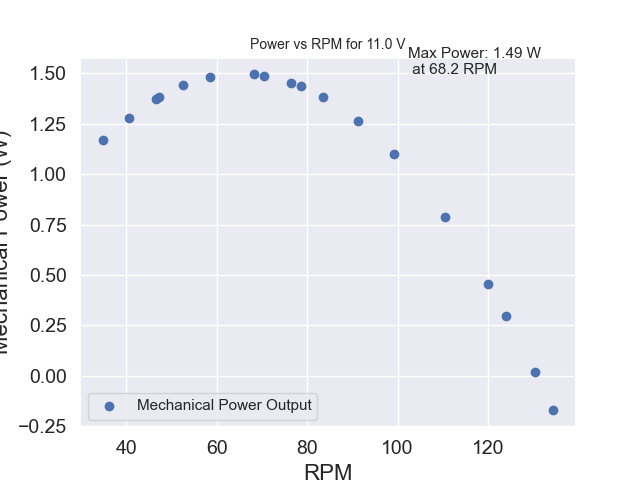 Power vs RPM for 11.0 V
Max Power: 1.49 W
at 68.2 RPM
1.50
1.25
1.00
0.75
0.50
0.25
0.00
−0.25
Mechanical Power (W)
Mechanical Power Output
40
60
80
100
120
RPM